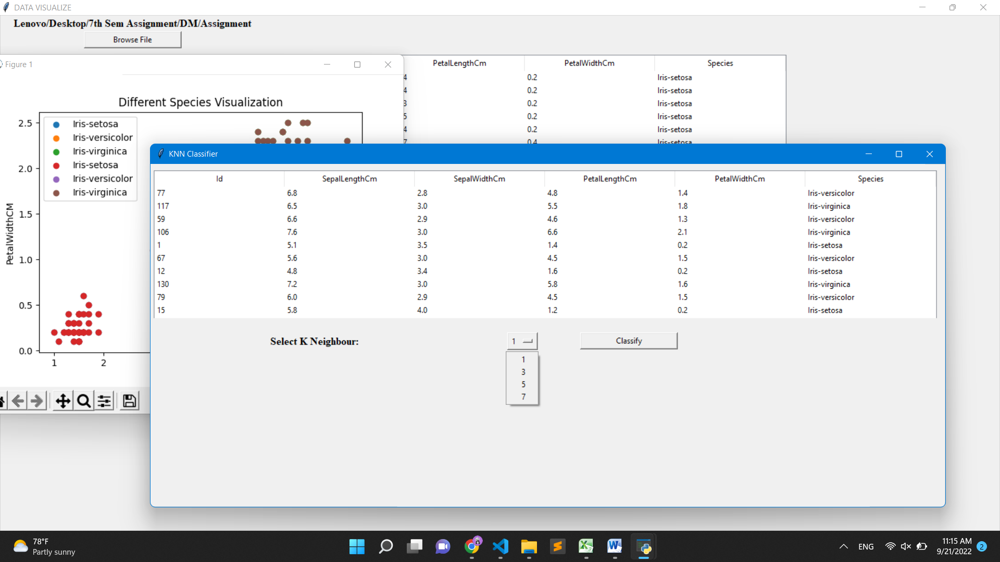 DATA VISUALIZE
Lenovo/Desktop/7th Sem Assignment/DM/Assignment
Browse File
Figure 1
PetalLengthCm PetalWidthCm Species
4 0.2 Iris-setosa
4 0.2 Iris-setosa
3 0.2 Iris-setosa
5 0.2 Iris-setosa
4 0.2 Iris-setosa
7 0.4 Iris-setosa
Different Species Visualization
Iris-setosa
Iris-versicolor
Iris-virginica
Iris-setosa
Iris-versicolor
Iris-virginica
PetalWidthCM
2.5
2.0
1.5
1.0
0.5
0.0
1 2
KNN Classifier
Id SepalLengthCm SepalWidthCm PetalLengthCm PetalWidthCm Species
77 6.8 2.8 4.8 1.4 Iris-versicolor
117 6.5 3.0 5.5 1.8 Iris-virginica
59 6.6 2.9 4.6 1.3 Iris-versicolor
106 7.6 3.0 6.6 2.1 Iris-virginica
1 5.1 3.5 1.4 0.2 Iris-setosa
67 5.6 3.0 4.5 1.5 Iris-versicolor
12 4.8 3.4 1.6 0.2 Iris-setosa
130 7.2 3.0 5.8 1.6 Iris-virginica
79 6.0 2.9 4.5 1.5 Iris-versicolor
15 5.8 4.0 1.2 0.2 Iris-setosa
Select K Neighbour: 1 Classify
1
3
5
7
78°F
Partly sunny
ENG
11:15 AM
9/21/2022
2